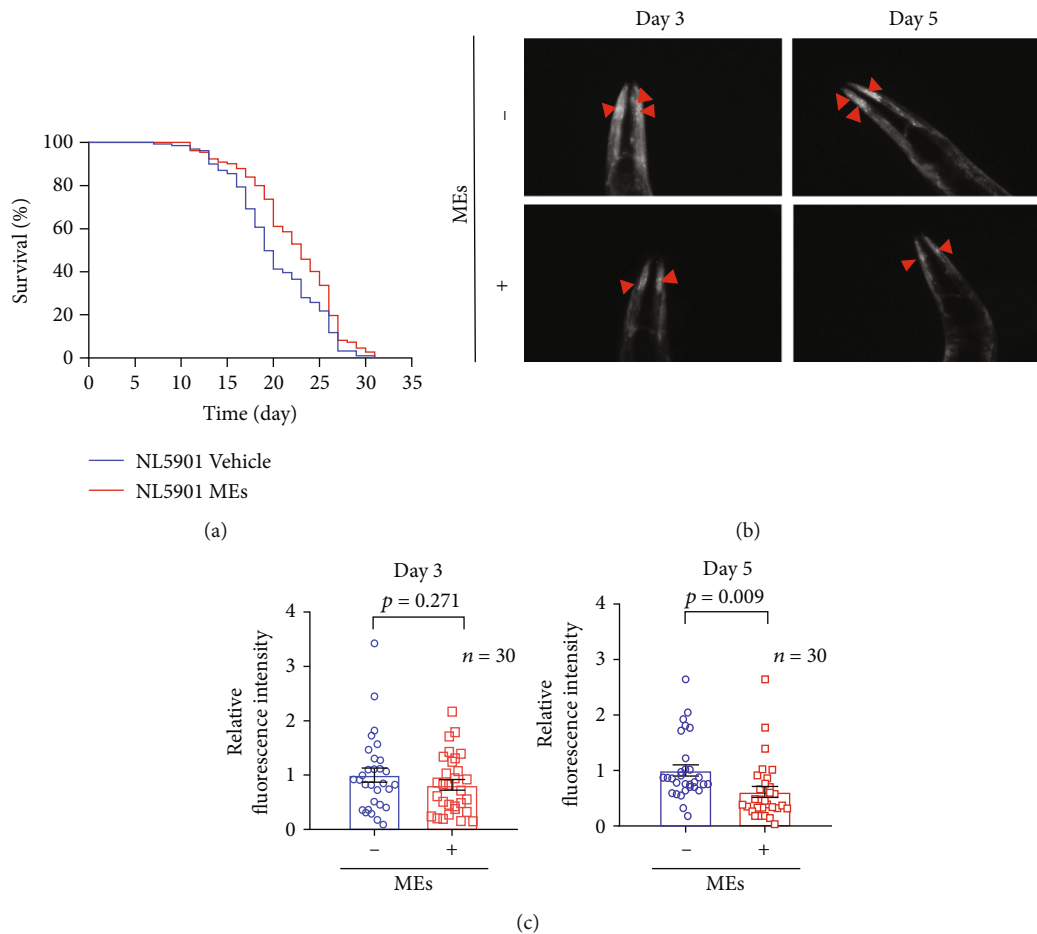 Day 3
Day 5
MEs
−
+
100
80
60
40
20
0
Survival (%)
0 5 10 15 20 25 30 35
Time (day)
NL5901 Vehicle
NL5901 MEs
(a)
(b)
Day 3
p = 0.271
n = 30
4
3
2
1
0
Relative
fluorescence intensity
− +
MEs
Day 5
p = 0.009
n = 30
4
3
2
1
0
Relative
fluorescence intensity
− +
MEs
(c)